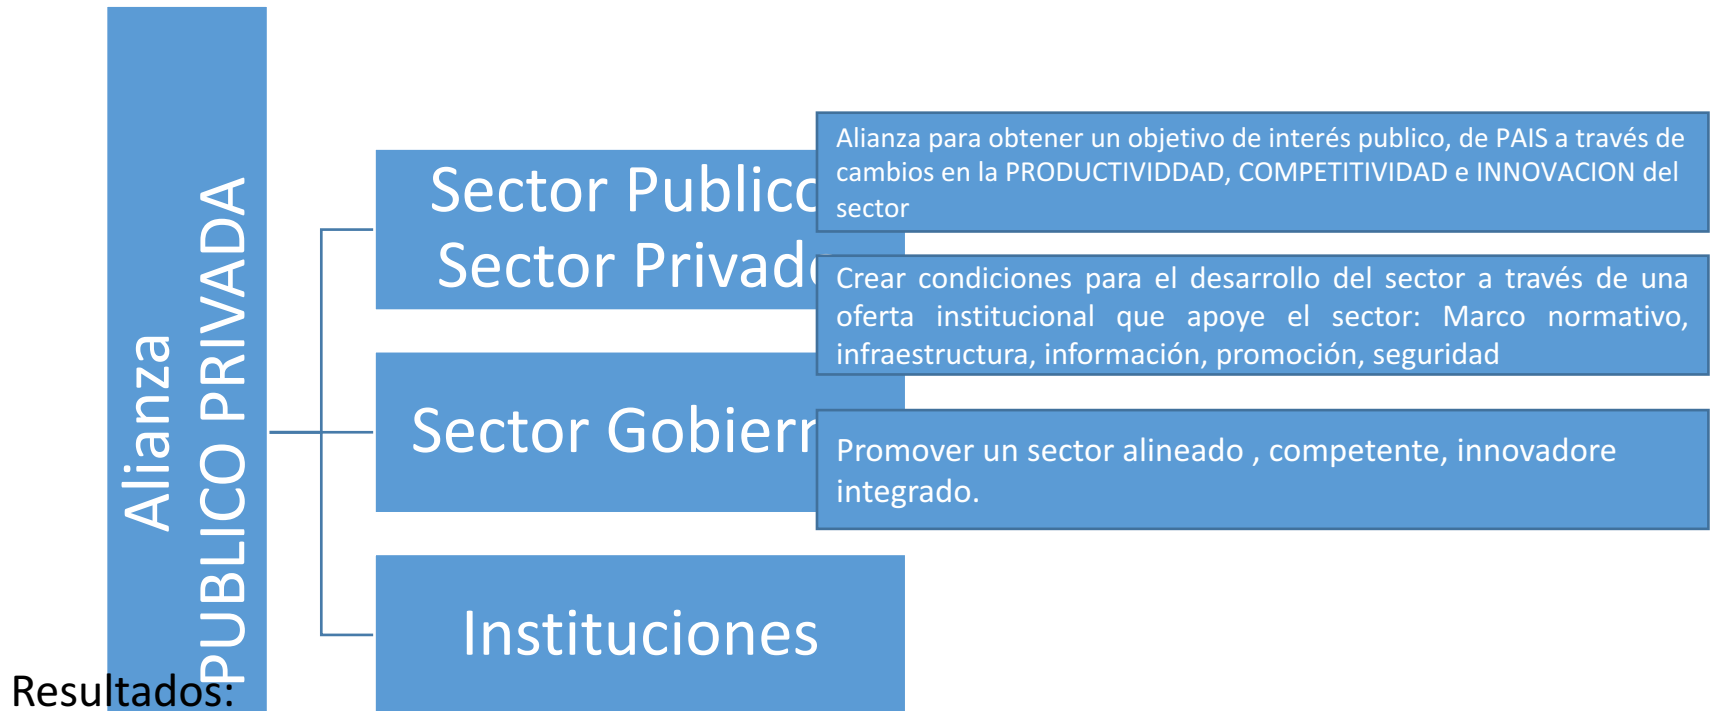 Alianza
PUBLICO PRIVADA
Sector Publico
Sector Privado
Alianza para obtener un objetivo de interés publico, de PAIS a través de
cambios en la PRODUCTIVIDDAD, COMPETITIVIDAD e INNOVACION del
sector
Crear condiciones para el desarrollo del sector a través de una
oferta institucional que apoye el sector: Marco normativo,
infraestructura, información, promoción, seguridad
Sector
Promover un sector alineado , competente, innovadore
integrado.
Instituciones
Resultados: